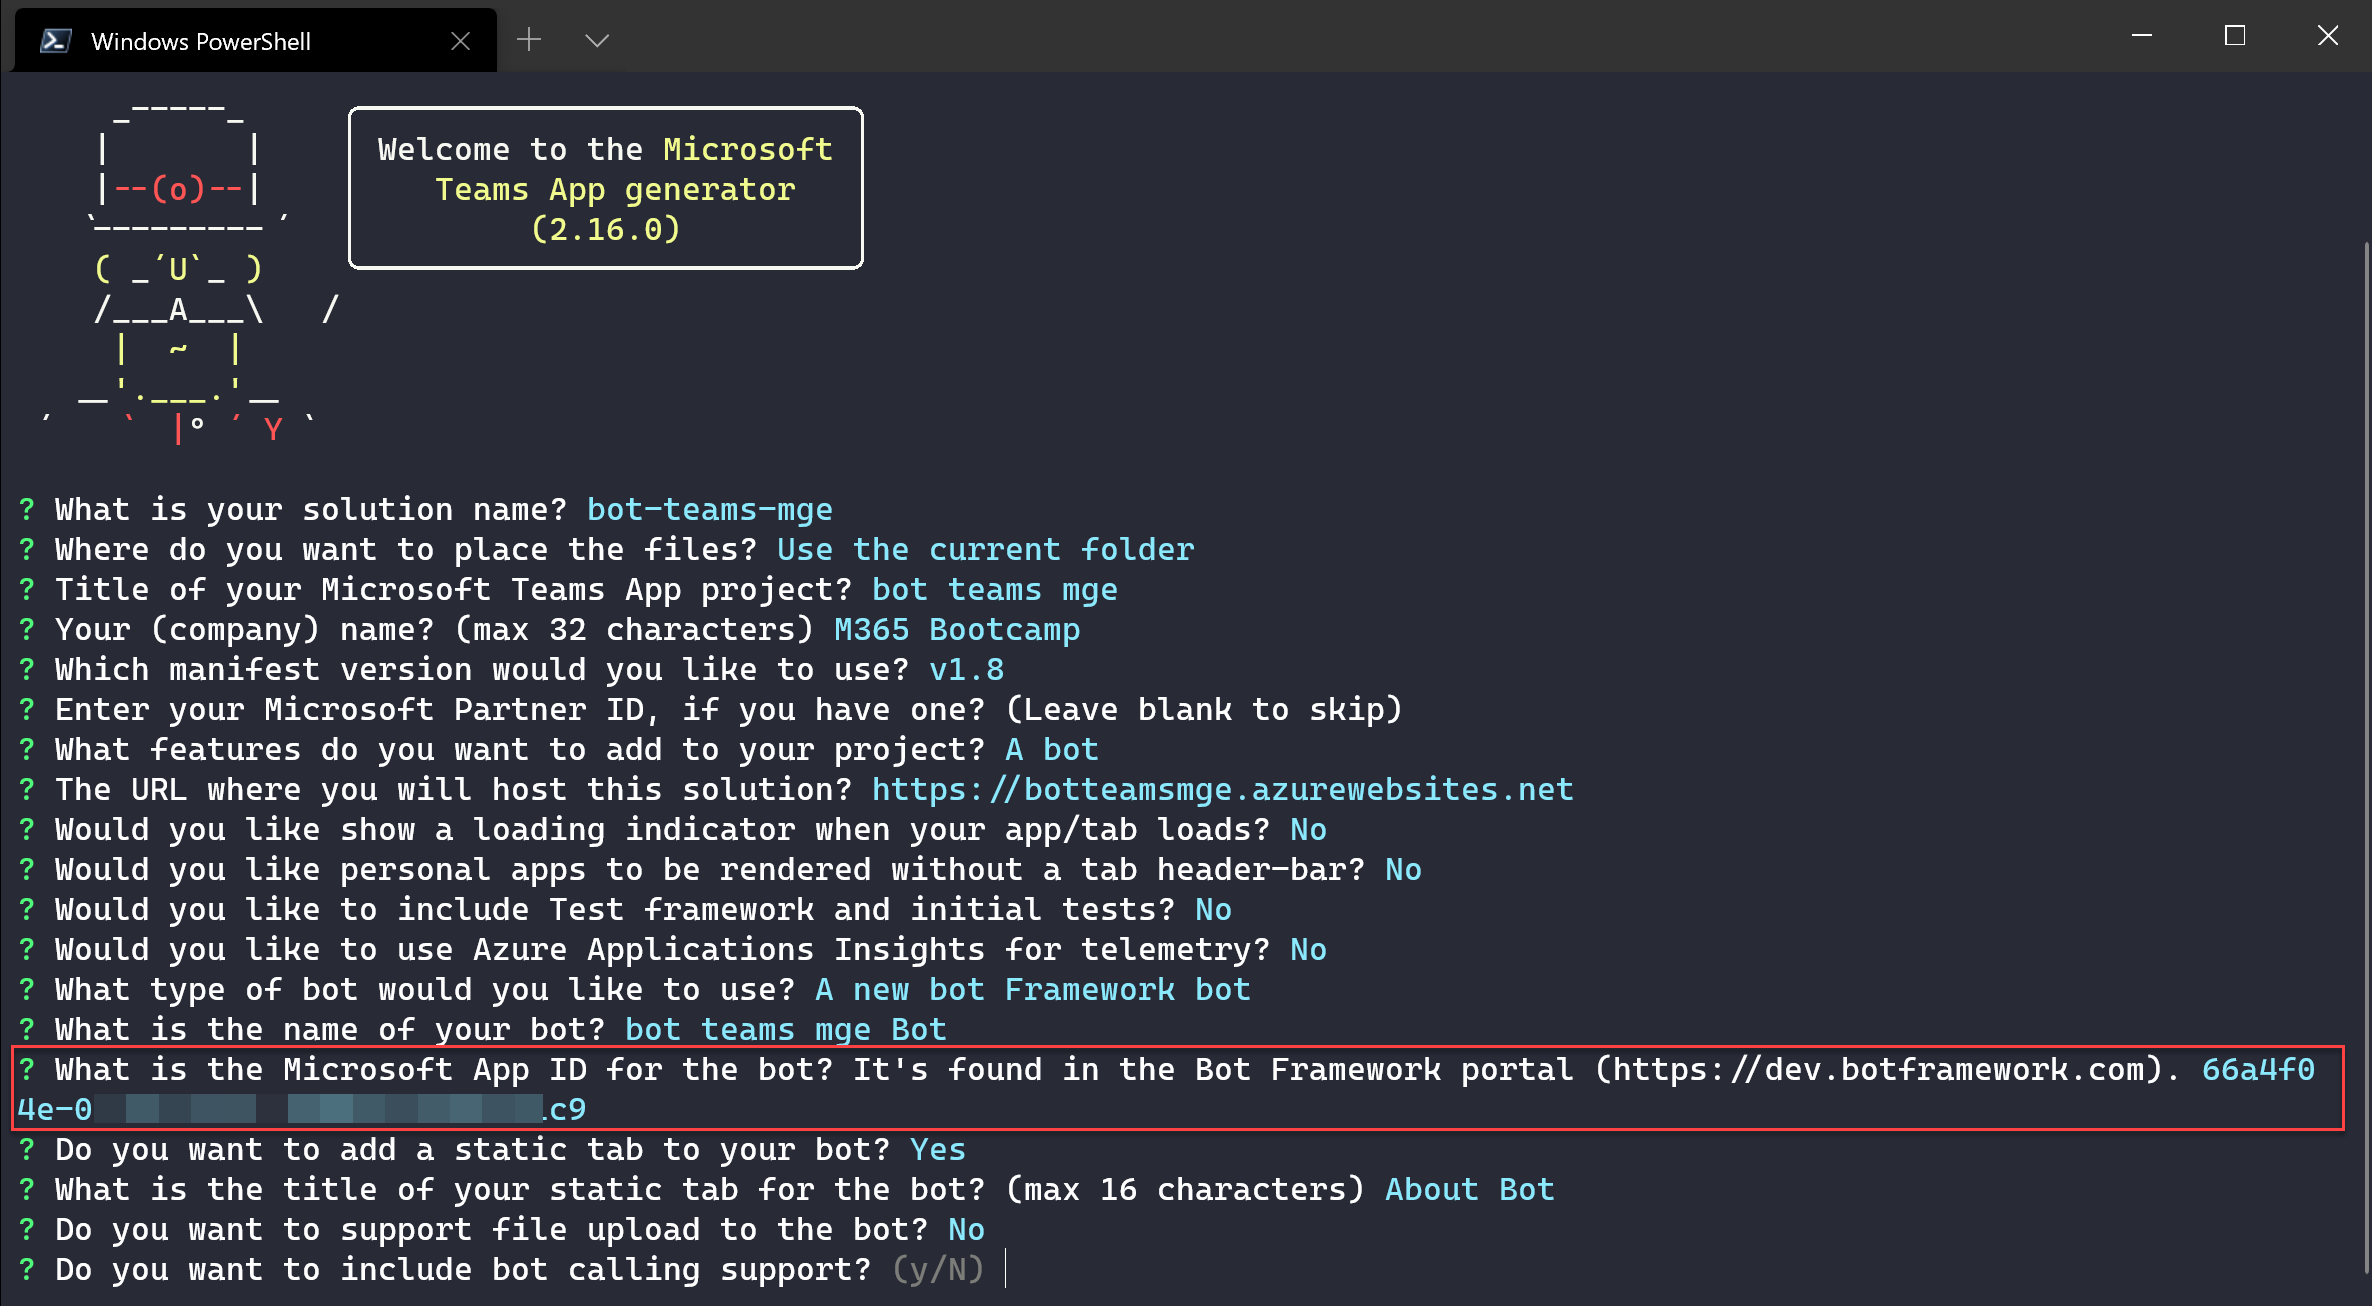 Windows PowerShell
Welcome to the Microsoft
Teams App generator
(2.16.0)
? What is your solution name? bot-teams-mge
? Where do you want to place the files? Use the current folder
? Title of your Microsoft Teams App project? bot teams mge
? Your (company) name? (max 32 characters) M365 Bootcamp
? Which manifest version would you like to use? v1.8
? Enter your Microsoft Partner ID, if you have one? (Leave blank to skip)
? What features do you want to add to your project? A bot
? The URL where you will host this solution? https://botteamsmge.azurewebsites.net
? Would you like show a loading indicator when your app/tab loads? No
? Would you like personal apps to be rendered without a tab header-bar? No
? Would you like to include Test framework and initial tests? No
? Would you like to use Azure Applications Insights for telemetry? No
? What type of bot would you like to use? A new bot Framework bot
? What is the name of your bot? bot teams mge Bot
? What is the Microsoft App ID for the bot? It's found in the Bot Framework portal (https://dev.botframework.com). 66a4f0
4e-0 c9
? Do you want to add a static tab to your bot? Yes
? What is the title of your static tab for the bot? (max 16 characters) About Bot
? Do you want to support file upload to the bot? No
? Do you want to include bot calling support? (y/N)